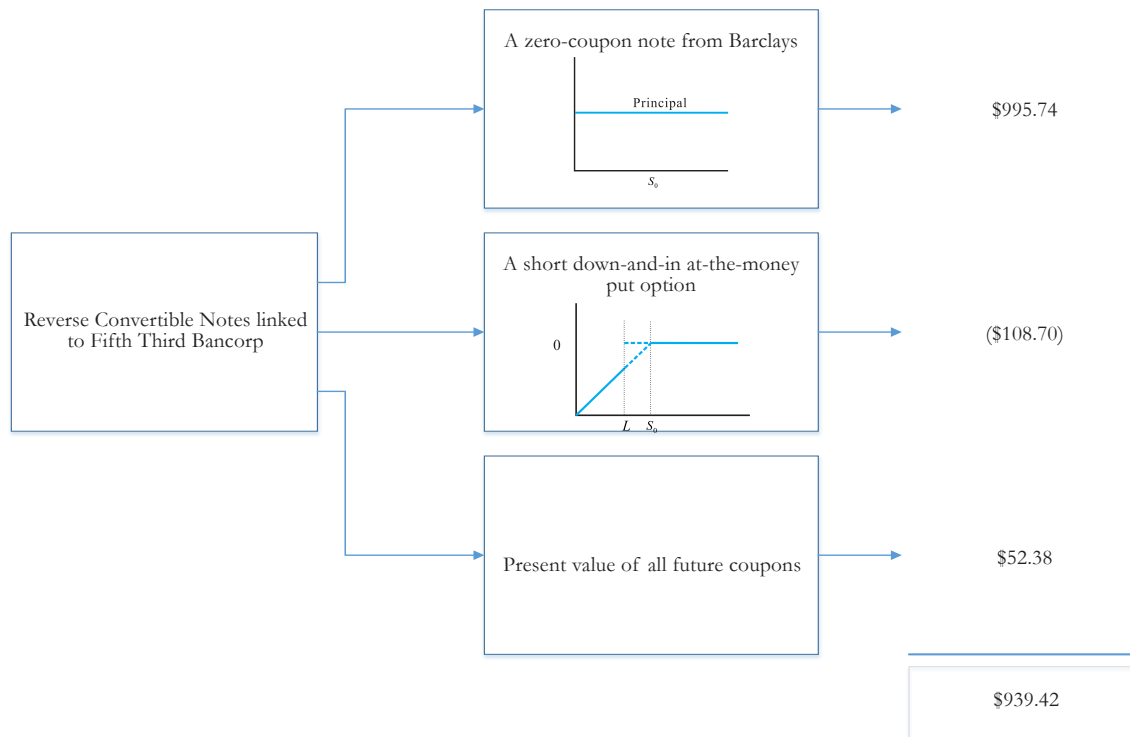 A zero-coupon note from Barclays
Principal
S₀
$995.74
Reverse Convertible Notes linked
to Fifth Third Bancorp
A short down-and-in at-the-money
put option
0
L S₀
($108.70)
Present value of all future coupons
$52.38
$939.42